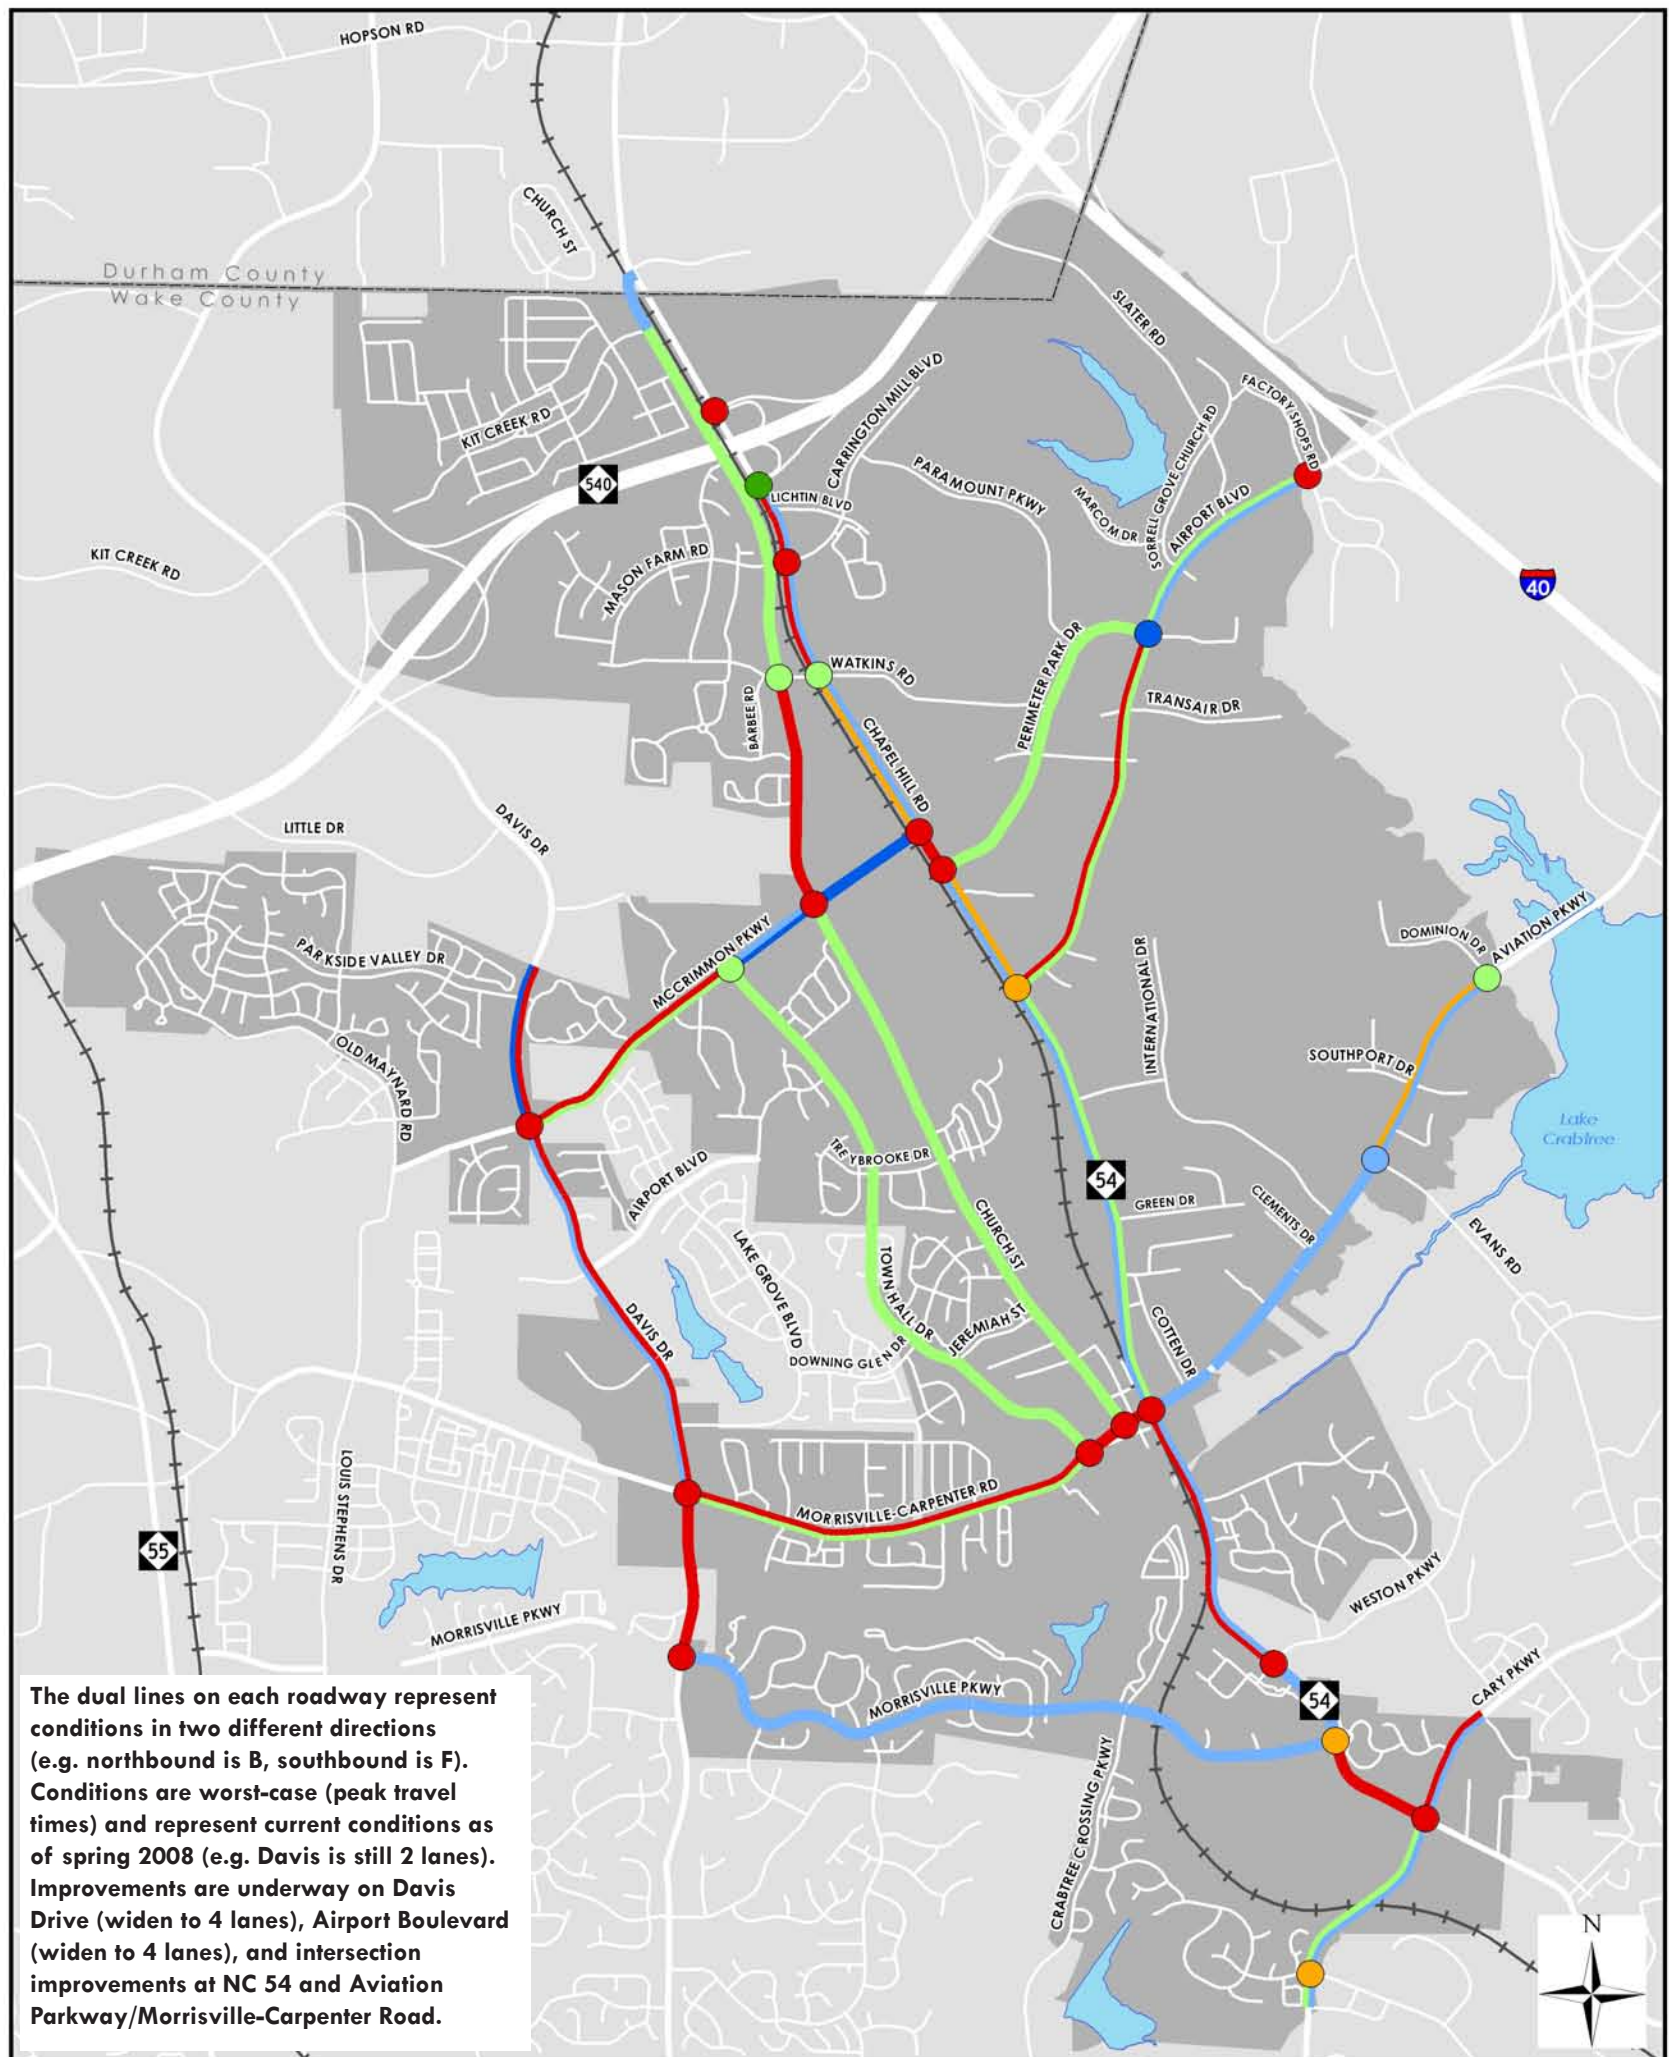 HOPSON RD
CHURCH ST
Durham County
Wake County
SLATER RD
FACTORY SHOPS RD
CARRINGTON MILL BLVD
KIT CREEK RD
540
LICHTIN BLVD
PARAMOUNT PKWY
MARCOM DR
SORRELL GROVE CHURCH RD
AIRPORT BLVD
KIT CREEK RD
MASON FARM RD
40
WATKINS RD
BARBEE RD
PERIMETER PARK DR
TRANSAIR DR
CHAPEL HILL RD
LITTLE DR
DAVIS DR
PARKSIDE VALLEY DR
MCCRIMMON PKWY
DOMINION DR
AVIATION PKWY
INTERNATIONAL DR
OLD MAYNARD RD
SOUTHPORT DR
Lake
Crabtree
TREYBROOKE DR
AIRPORT BLVD
54
GREEN DR
CLEMENTS DR
EVANS RD
CHURCH ST
LAKE GROVE BLVD
TOWN HALL DR
DAVIS DR
JEREMIAH ST
COTTEN DR
DOWNING GLEN DR
LOUIS STEPHENS DR
MORRISVILLE-CARPENTER RD
55
WESTON PKWY
MORRISVILLE PKWY
MORRISVILLE PKWY
54
CARY PKWY
CRABTREE CROSSING PKWY
The dual lines on each roadway represent
conditions in two different directions
(e.g. northbound is B, southbound is F).
Conditions are worst-case (peak travel
times) and represent current conditions as
of spring 2008 (e.g. Davis is still 2 lanes).
Improvements are underway on Davis
Drive (widen to 4 lanes), Airport Boulevard
(widen to 4 lanes), and intersection
improvements at NC 54 and Aviation
Parkway/Morrisville-Carpenter Road.
N